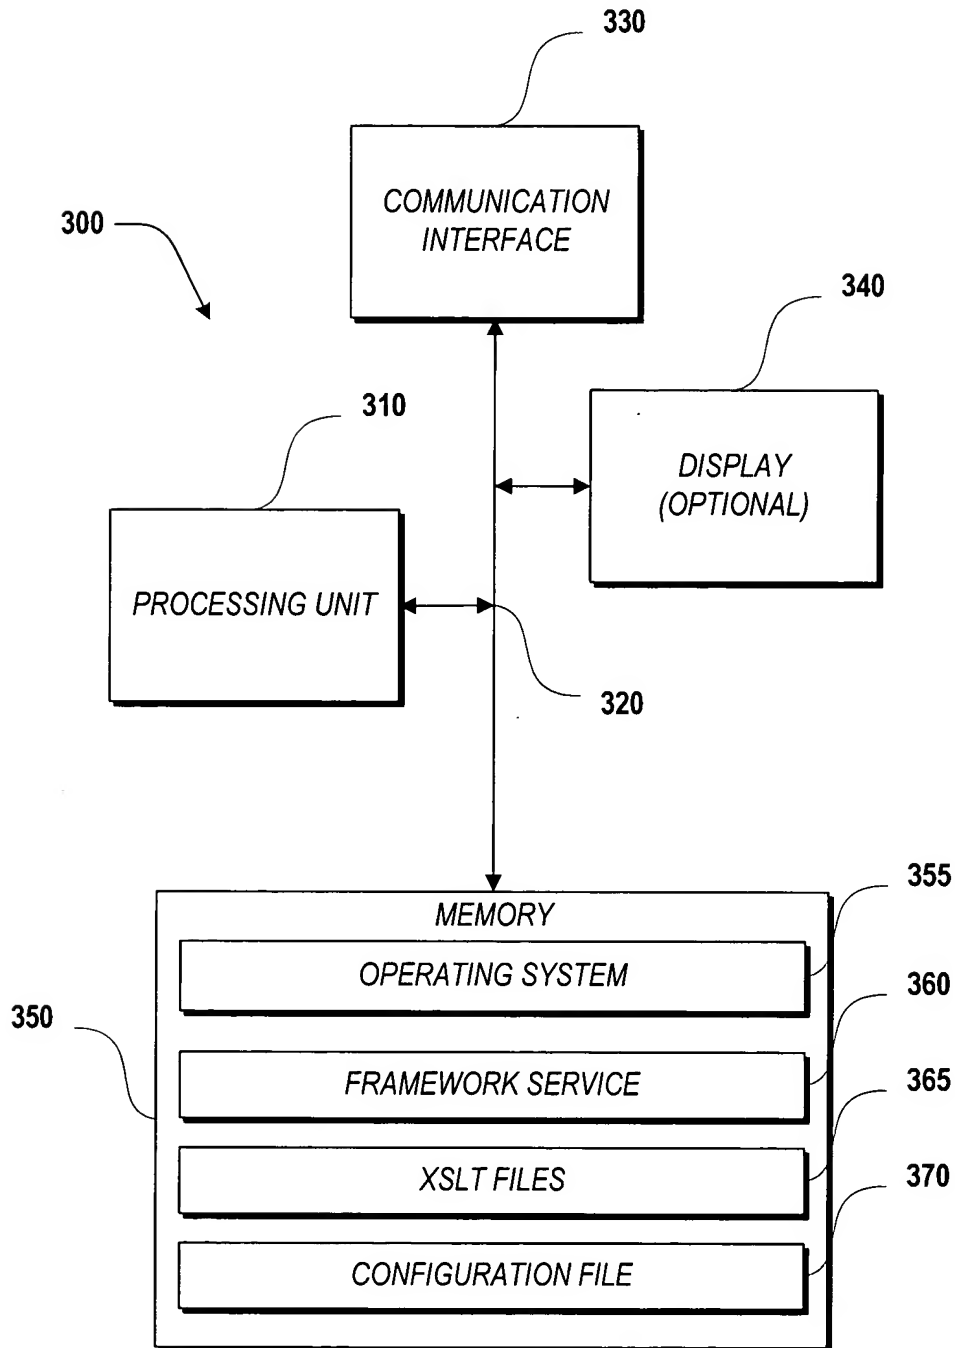 330
COMMUNICATION
INTERFACE
300
340
310
DISPLAY
(OPTIONAL)
PROCESSING UNIT
320
355
MEMORY
OPERATING SYSTEM
360
350
FRAMEWORK SERVICE
365
XSLT FILES
370
CONFIGURATION FILE